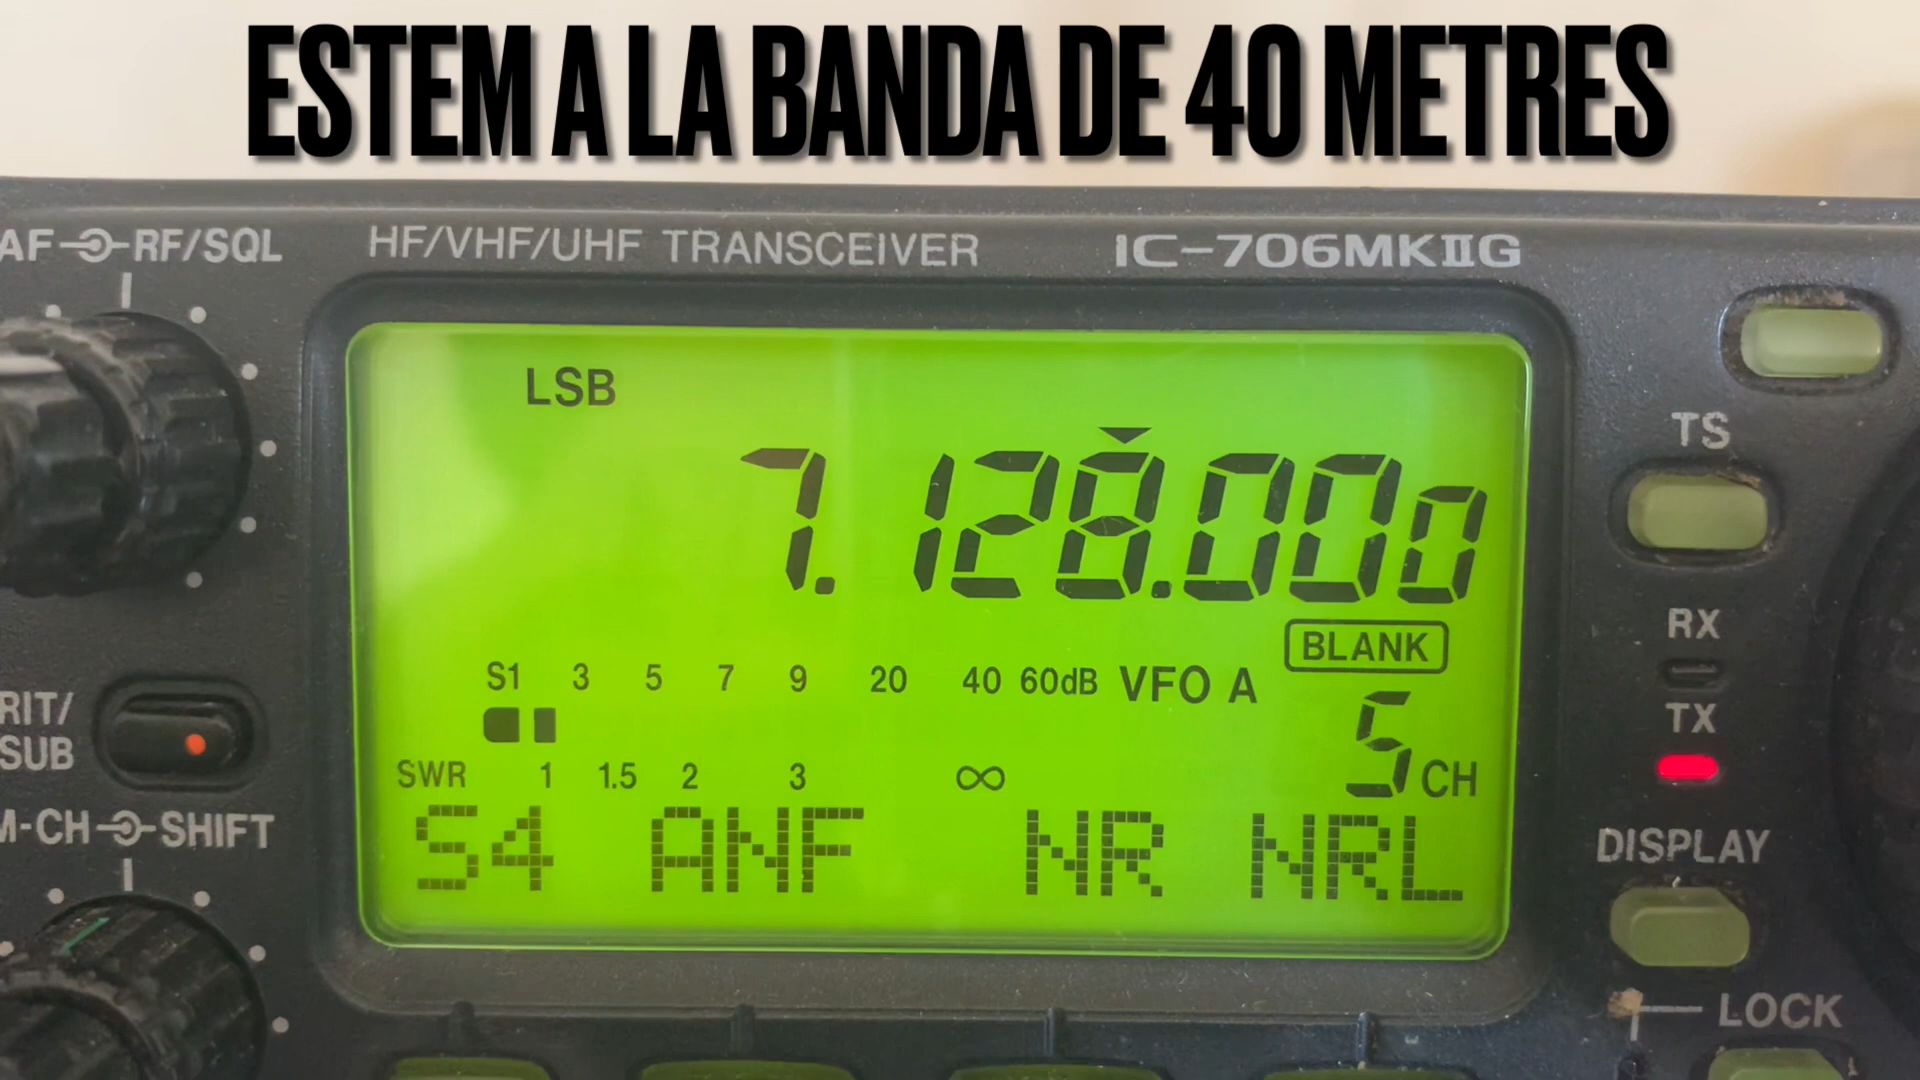 ESTEM A LA BANDA DE 40 METRES
AF RF/SQL
HF/VHF/UHF TRANSCEIVER
IC-706MKIIG
LSB
TS
7.128.000
RX
BLANK
S1 3 5 7 9 20 40 60dB VFO A
RIT/
SUB
TX
5 CH
SWR 1 1.5 2 3 ∞
M-CH SHIFT
S4 ANF NR NRL
DISPLAY
LOCK